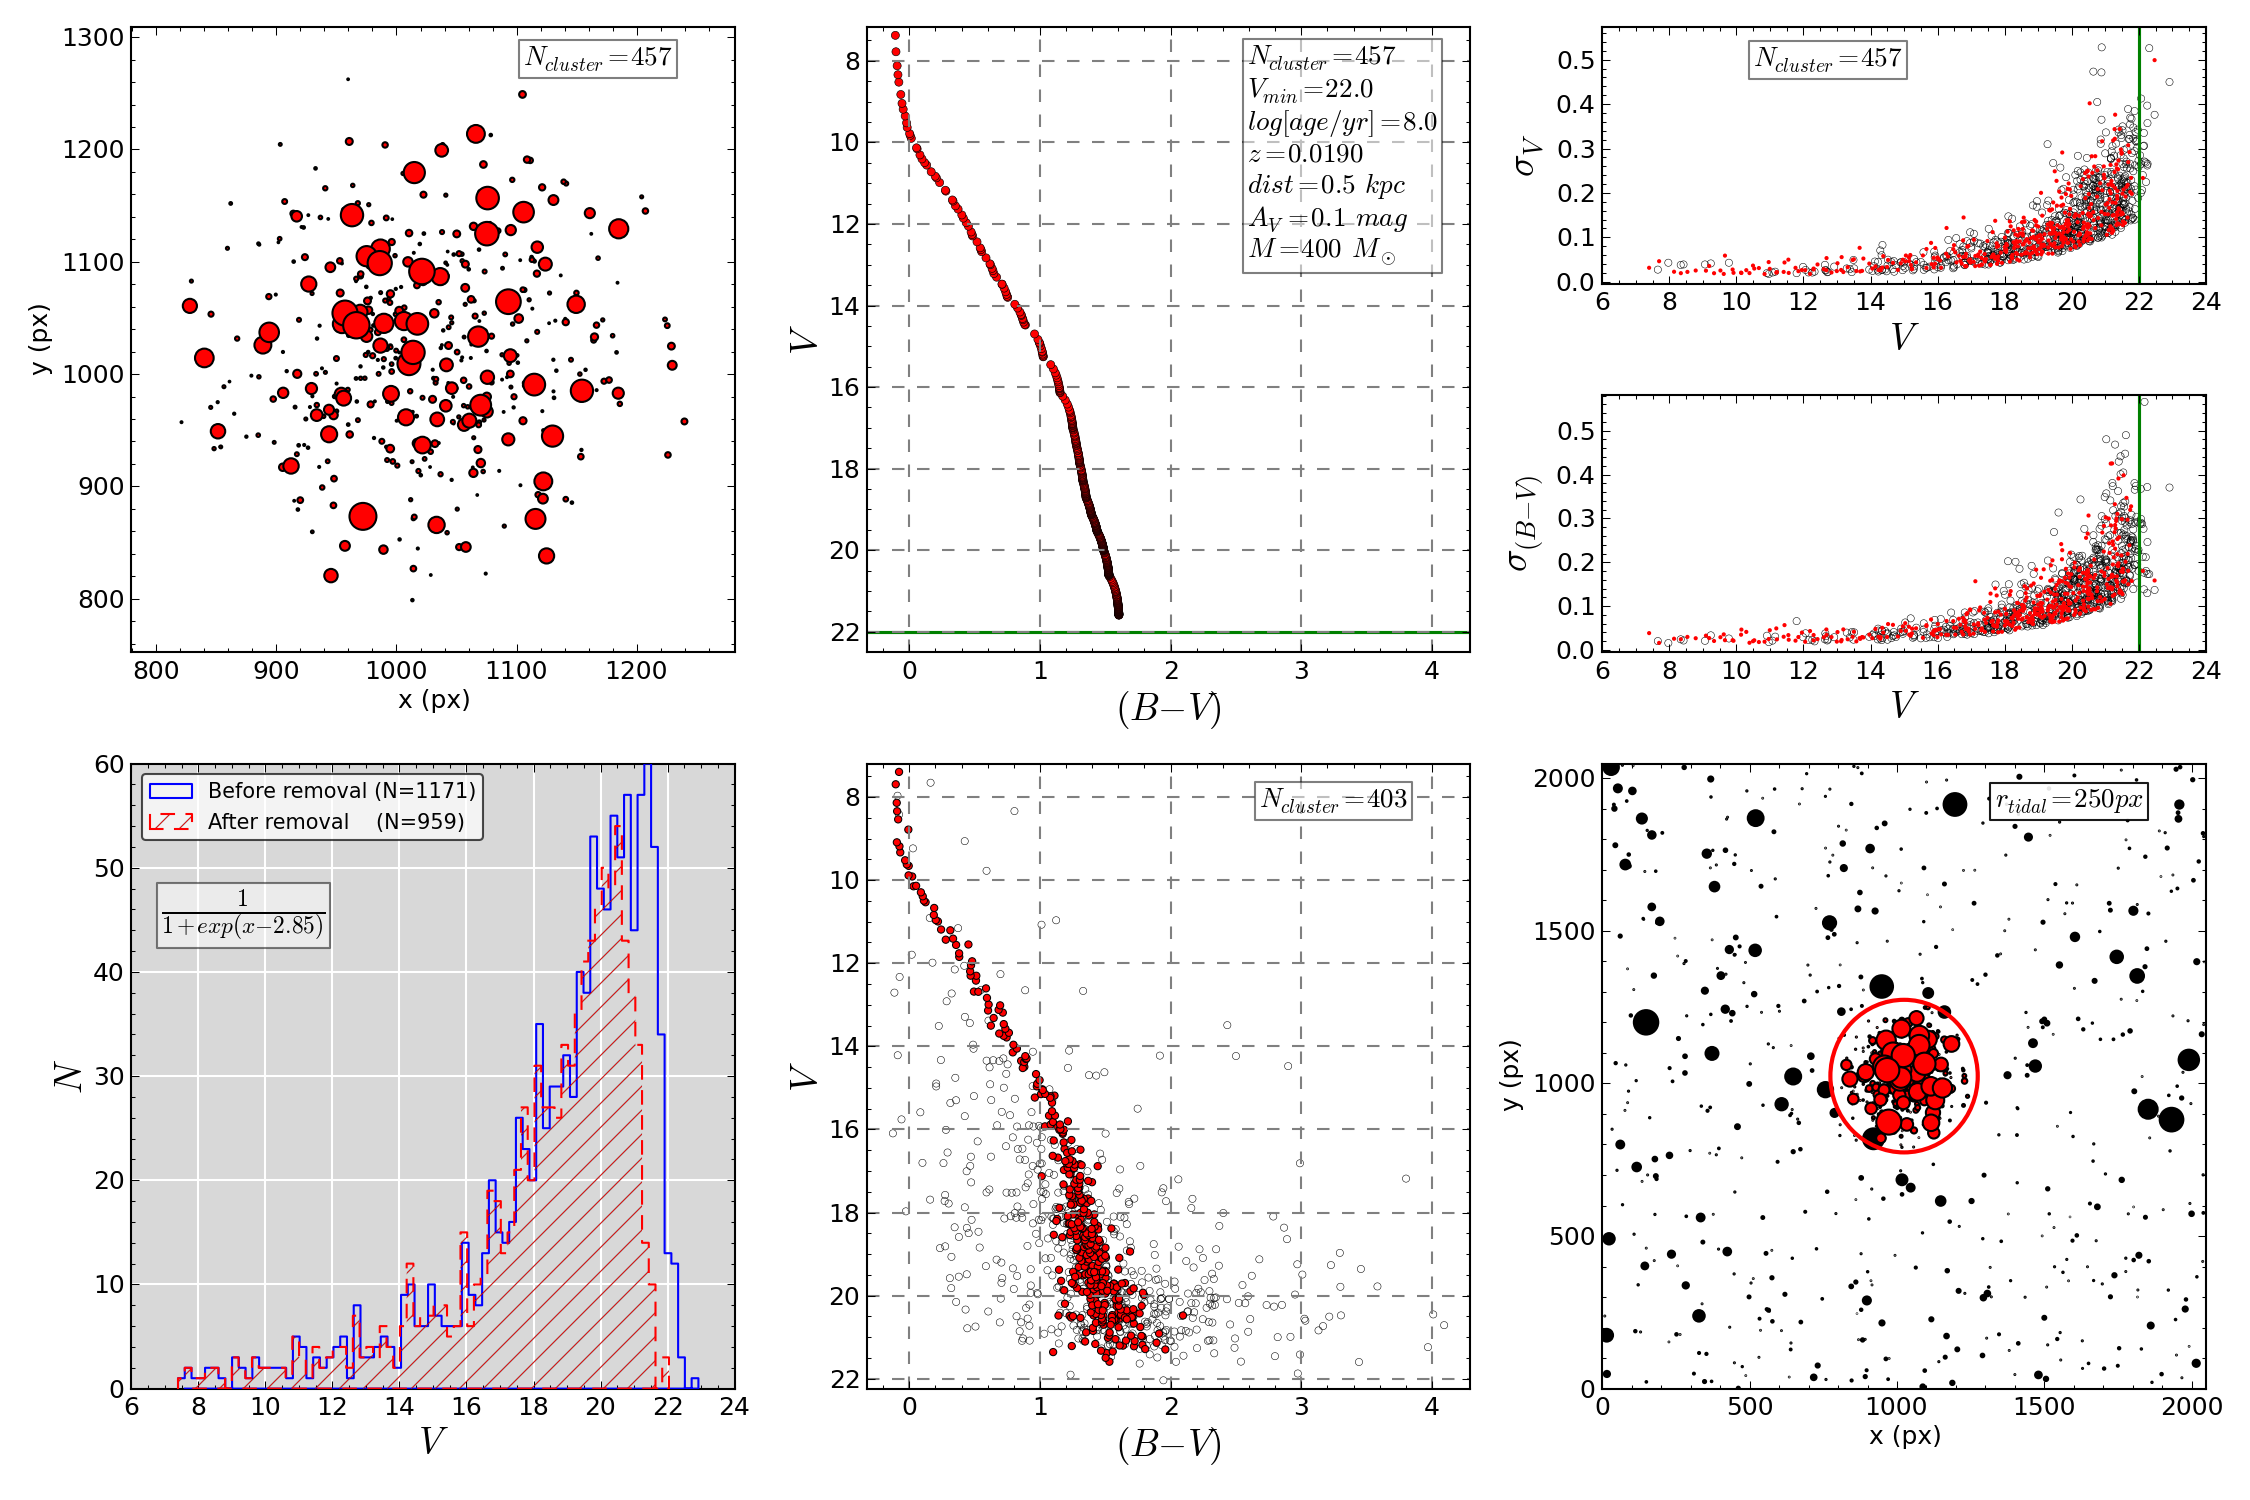 1300
1200
1100
1000
900
800
y (px)
800 900 1000 1100 1200
x (px)
N_cluster=457
8
10
12
14
16
18
20
22
V
0 1 2 3 4
(B−V)
N_cluster=457
V_min=22.0
log[age/yr]=8.0
z=0.0190
dist=0.5 kpc
A_V=0.1 mag
M=400 M_⊙
0.5
0.4
0.3
0.2
0.1
0.0
σ_V
6 8 10 12 14 16 18 20 22 24
V
N_cluster=457
0.5
0.4
0.3
0.2
0.1
0.0
σ_(B−V)
6 8 10 12 14 16 18 20 22 24
V
60
50
40
30
20
10
0
N
6 8 10 12 14 16 18 20 22 24
V
Before removal (N=1171)
After removal (N=959)
1
1+exp(x−2.85)
8
10
12
14
16
18
20
22
V
0 1 2 3 4
(B−V)
N_cluster=403
2000
1500
1000
500
0
y (px)
0 500 1000 1500 2000
x (px)
r_tidal=250px